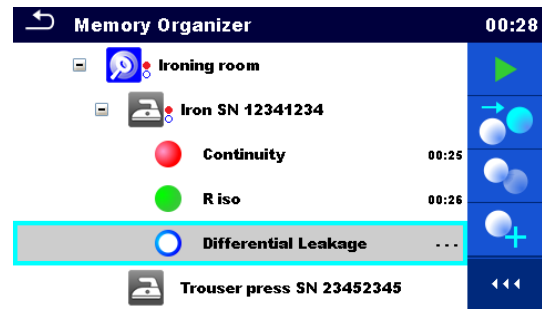 Memory Organizer 00:28
Ironing room
Iron SN 12341234
Continuity 00:25
R iso 00:26
Differential Leakage ---
Trouser press SN 23452345